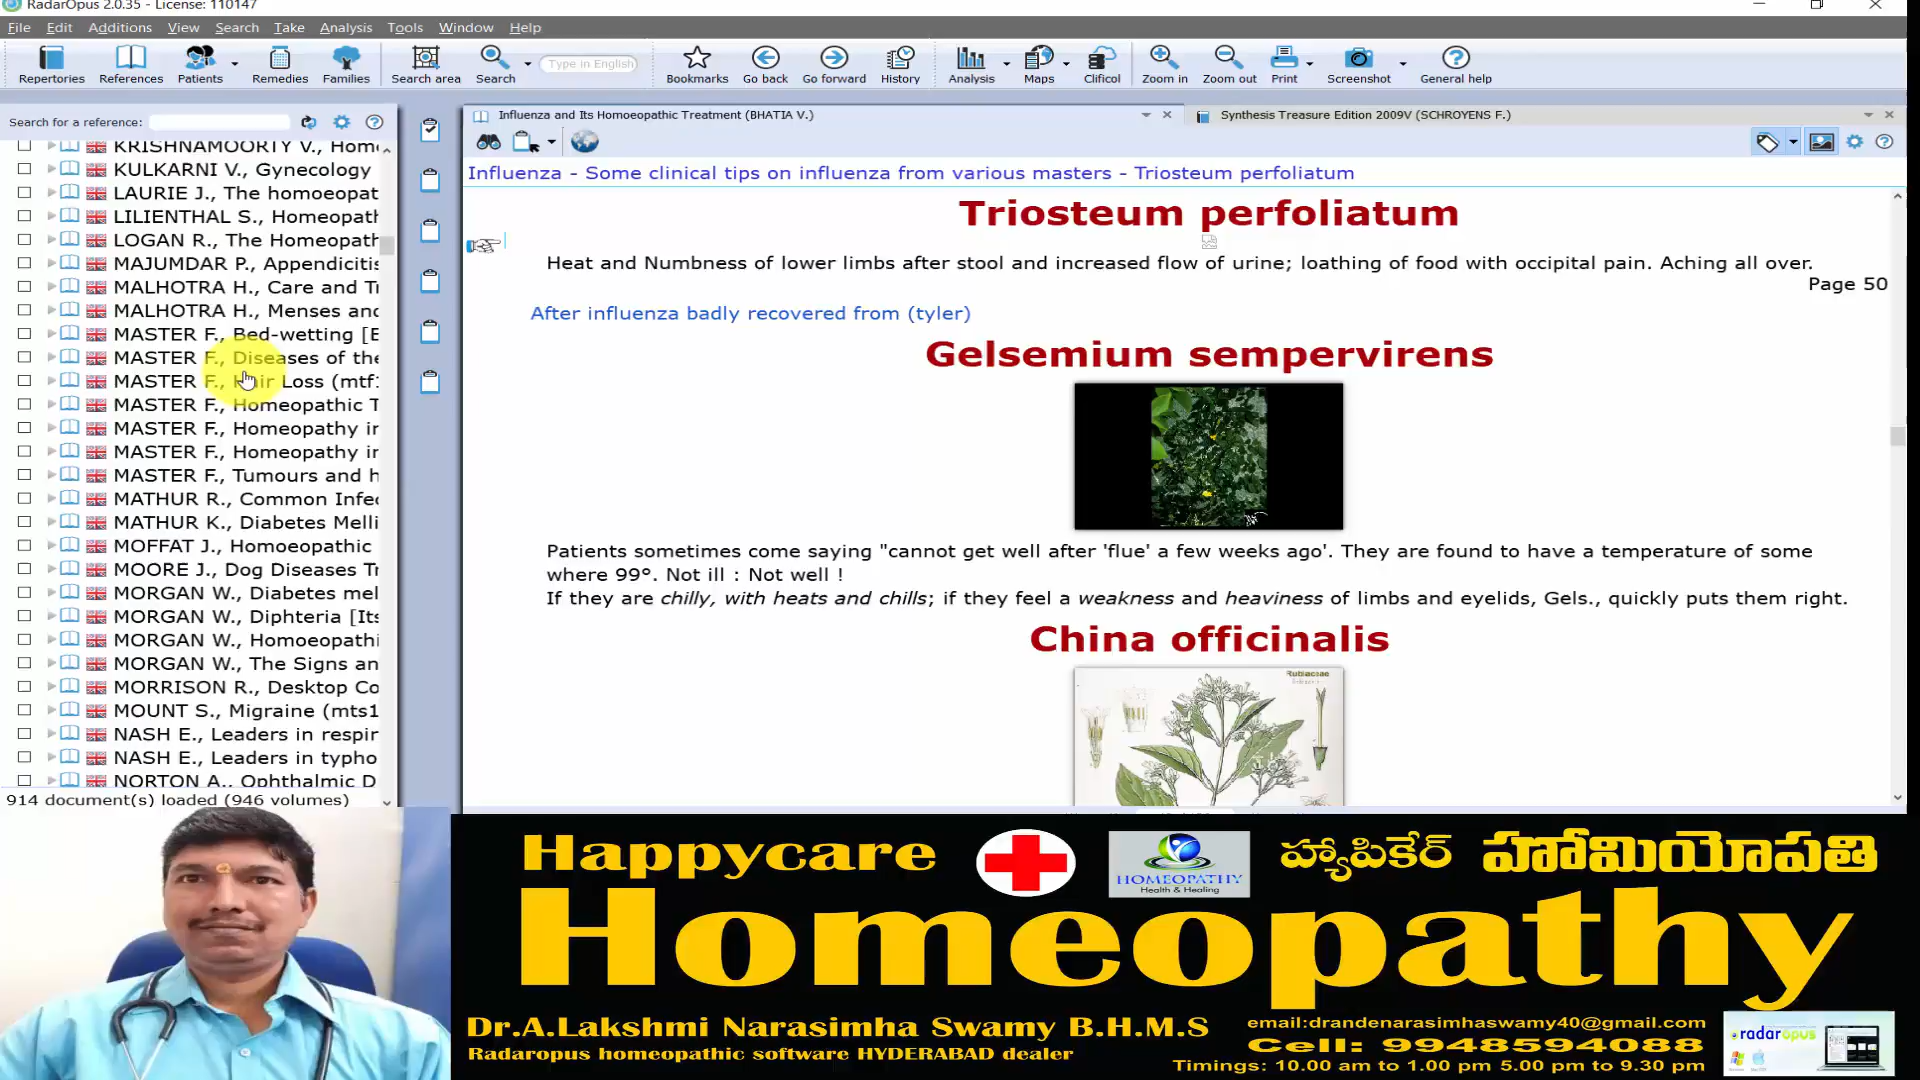 RadarOpus 2.0.35 - License: 110147
File Edit Additions View Search Take Analysis Tools Window Help
Repertories References Patients Remedies Families Search area Search Type in English Bookmarks Go back Go forward History Analysis Maps Clificol Zoom in Zoom out Print Screenshot General help
Influenza and Its Homoeopathic Treatment (BHATIA V.) Synthesis Treasure Edition 2009V (SCHROYENS F.)
Search for a reference:
KRISHNAMOORTY V., Home
KULKARNI V., Gynecology
LAURIE J., The homoeopat
LILIENTHAL S., Homeopath
LOGAN R., The Homeopath
MAJUMDAR P., Appendicitis
MALHOTRA H., Care and Tr
MALHOTRA H., Menses and
MASTER F., Bed-wetting [E
MASTER F., Diseases of the
MASTER F., Hair Loss (mtf1
MASTER F., Homeopathic T
MASTER F., Homeopathy in
MASTER F., Homeopathy in
MASTER F., Tumours and h
MATHUR R., Common Infec
MATHUR K., Diabetes Melli
MOFFAT J., Homoeopathic
MOORE J., Dog Diseases Tr
MORGAN W., Diabetes mel
MORGAN W., Diphteria [Its
MORGAN W., Homoeopathi
MORGAN W., The Signs an
MORRISON R., Desktop Co
MOUNT S., Migraine (mts1
NASH E., Leaders in respir
NASH E., Leaders in typho
NORTON A., Ophthalmic D
914 document(s) loaded (946 volumes)
Influenza - Some clinical tips on influenza from various masters - Triosteum perfoliatum
Triosteum perfoliatum
Heat and Numbness of lower limbs after stool and increased flow of urine; loathing of food with occipital pain. Aching all over.
Page 50
After influenza badly recovered from (tyler)
Gelsemium sempervirens
Patients sometimes come saying "cannot get well after 'flue' a few weeks ago'. They are found to have a temperature of some
where 99°. Not ill : Not well !
If they are chilly, with heats and chills; if they feel a weakness and heaviness of limbs and eyelids, Gels., quickly puts them right.
China officinalis
Rubiaceae
Happycare
HOMEOPATHY
Health & Healing
హ్యాపికేర్ హోమియోపతి
Homeopathy
Dr.A.Lakshmi Narasimha Swamy B.H.M.S
Radaropus homeopathic software HYDERABAD dealer
email:drandenarasimhaswamy40@gmail.com
Cell: 9948594088
Timings: 10.00 am to 1.00 pm 5.00 pm to 9.30 pm
radaropus